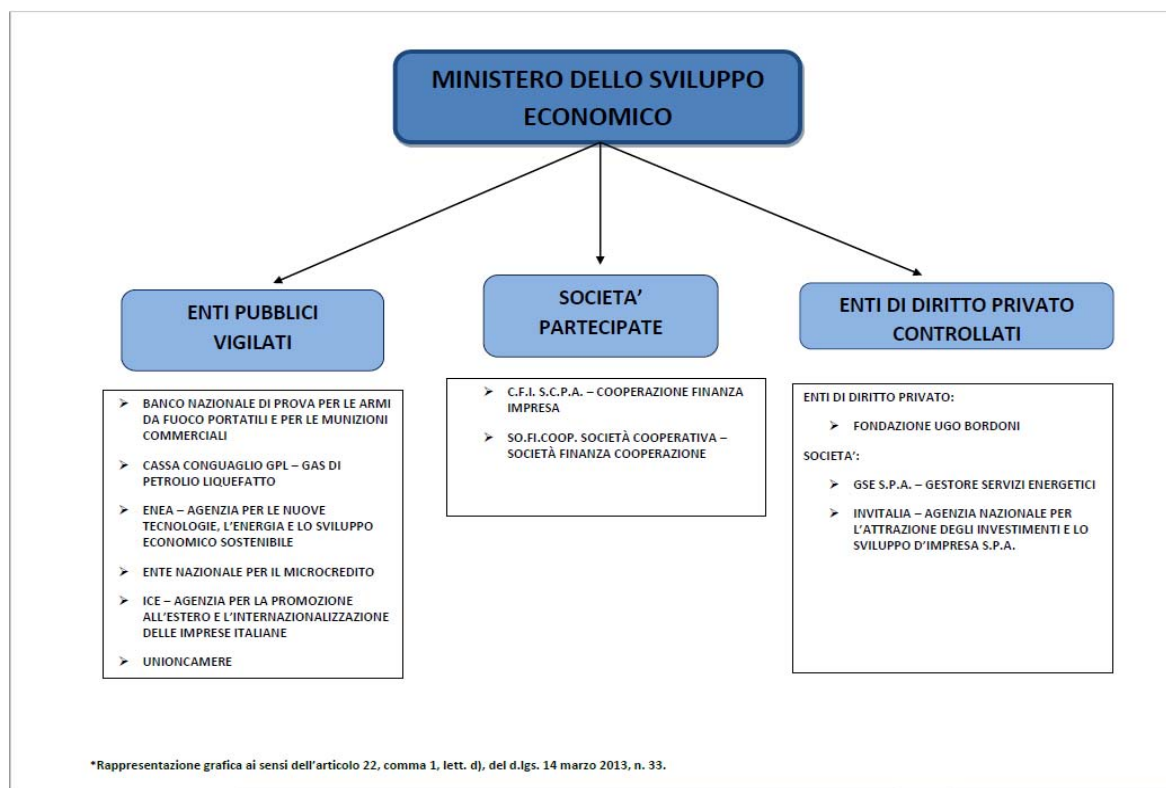 MINISTERO DELLO SVILUPPO
ECONOMICO
ENTI PUBBLICI
VIGILATI
➢ BANCO NAZIONALE DI PROVA PER LE ARMI
DA FUOCO PORTATILI E PER LE MUNIZIONI
COMMERCIALI
➢ CASSA CONGUAGLIO GPL – GAS DI
PETROLIO LIQUEFATTO
➢ ENEA – AGENZIA PER LE NUOVE
TECNOLOGIE, L'ENERGIA E LO SVILUPPO
ECONOMICO SOSTENIBILE
➢ ENTE NAZIONALE PER IL MICROCREDITO
➢ ICE – AGENZIA PER LA PROMOZIONE
ALL'ESTERO E L'INTERNAZIONALIZZAZIONE
DELLE IMPRESE ITALIANE
➢ UNIONCAMERE
SOCIETA'
PARTECIPATE
➢ C.F.I. S.C.P.A. – COOPERAZIONE FINANZA
IMPRESA
➢ SO.FI.COOP. SOCIETÀ COOPERATIVA –
SOCIETÀ FINANZA COOPERAZIONE
ENTI DI DIRITTO PRIVATO
CONTROLLATI
ENTI DI DIRITTO PRIVATO:
➢ FONDAZIONE UGO BORDONI
SOCIETA':
➢ GSE S.P.A. – GESTORE SERVIZI ENERGETICI
➢ INVITALIA – AGENZIA NAZIONALE PER
L'ATTRAZIONE DEGLI INVESTIMENTI E LO
SVILUPPO D'IMPRESA S.P.A.
*Rappresentazione grafica ai sensi dell'articolo 22, comma 1, lett. d), del d.lgs. 14 marzo 2013, n. 33.